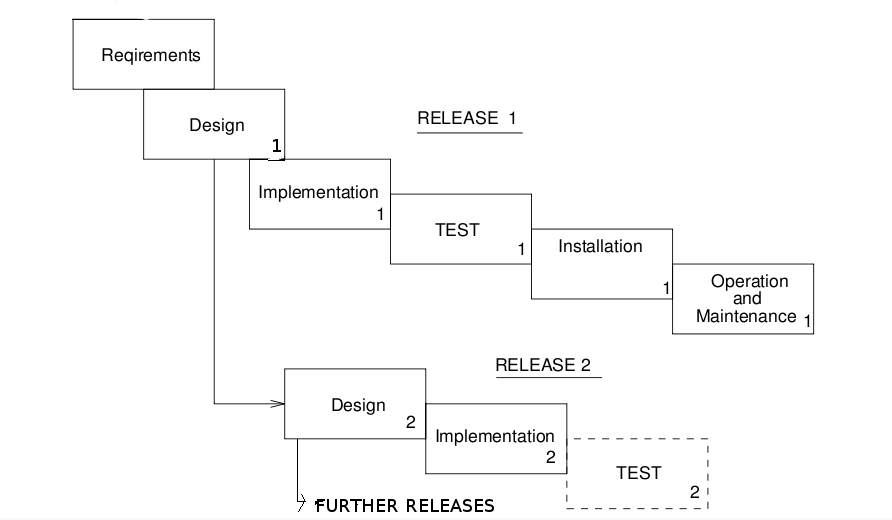 Reqirements
Design
1
RELEASE 1
Implementation
1
TEST
1
Installation
1
Operation
and
Maintenance 1
RELEASE 2
Design
2
Implementation
2
TEST
2
FURTHER RELEASES